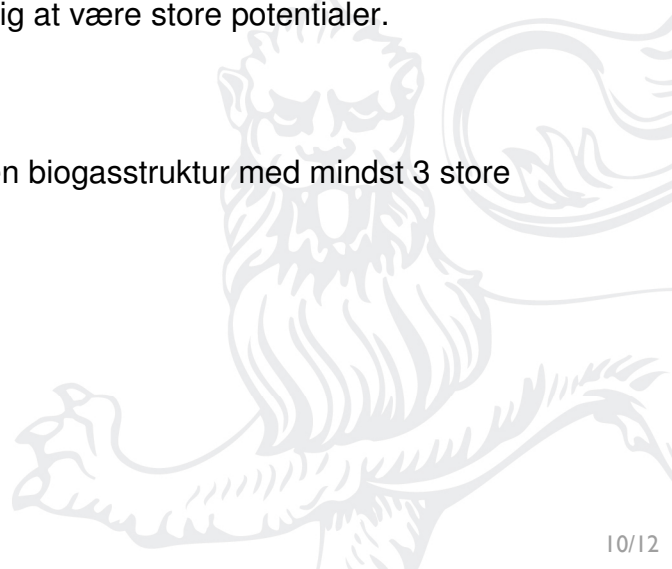 ig at være store potentialer.
n biogasstruktur med mindst 3 store
10/12